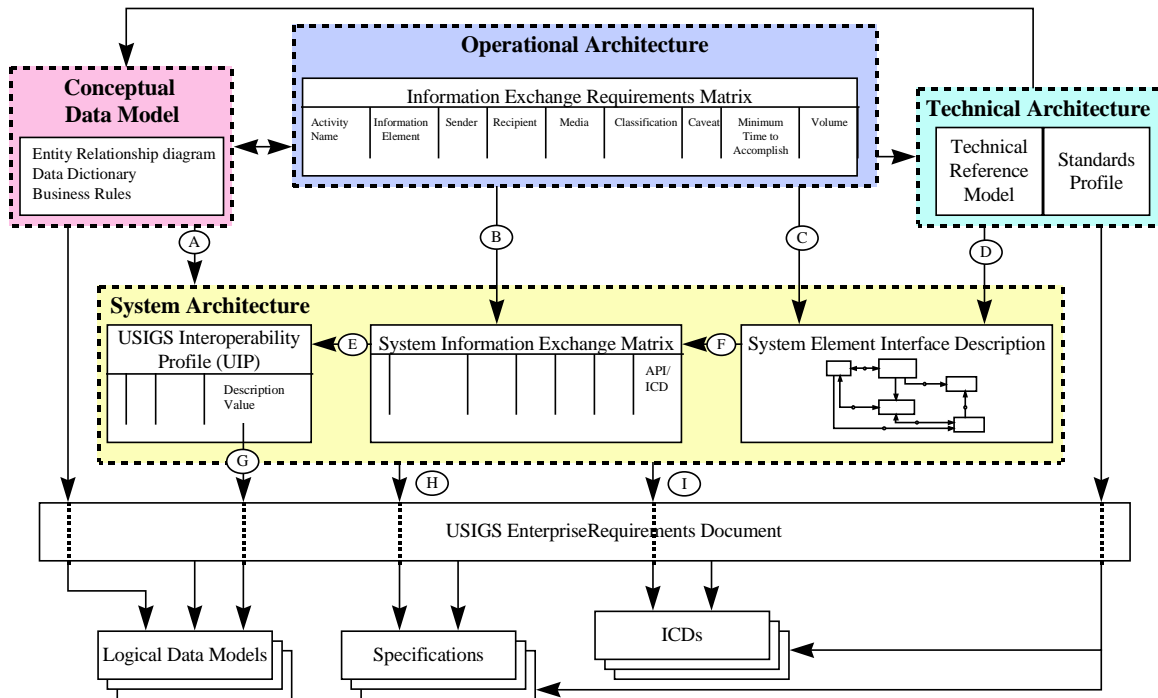 Operational Architecture
Conceptual
Data Model
Entity Relationship diagram
Data Dictionary
Business Rules
Information Exchange Requirements Matrix
Activity
Name
Information
Element
Sender
Recipient
Media
Classification
Caveat
Minimum
Time to
Accomplish
Volume
Technical Architecture
Technical
Reference
Model
Standards
Profile
A
B
C
D
System Architecture
USIGS Interoperability
Profile (UIP)
Description
Value
E
System Information Exchange Matrix
API/
ICD
F
System Element Interface Description
G
H
I
USIGS EnterpriseRequirements Document
Logical Data Models
Specifications
ICDs